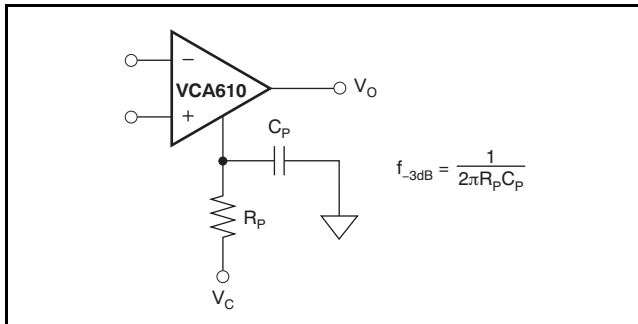 −
VCA610
+
V_O
C_P
f_–3dB = 1 / 2πR_PC_P
R_P
V_C